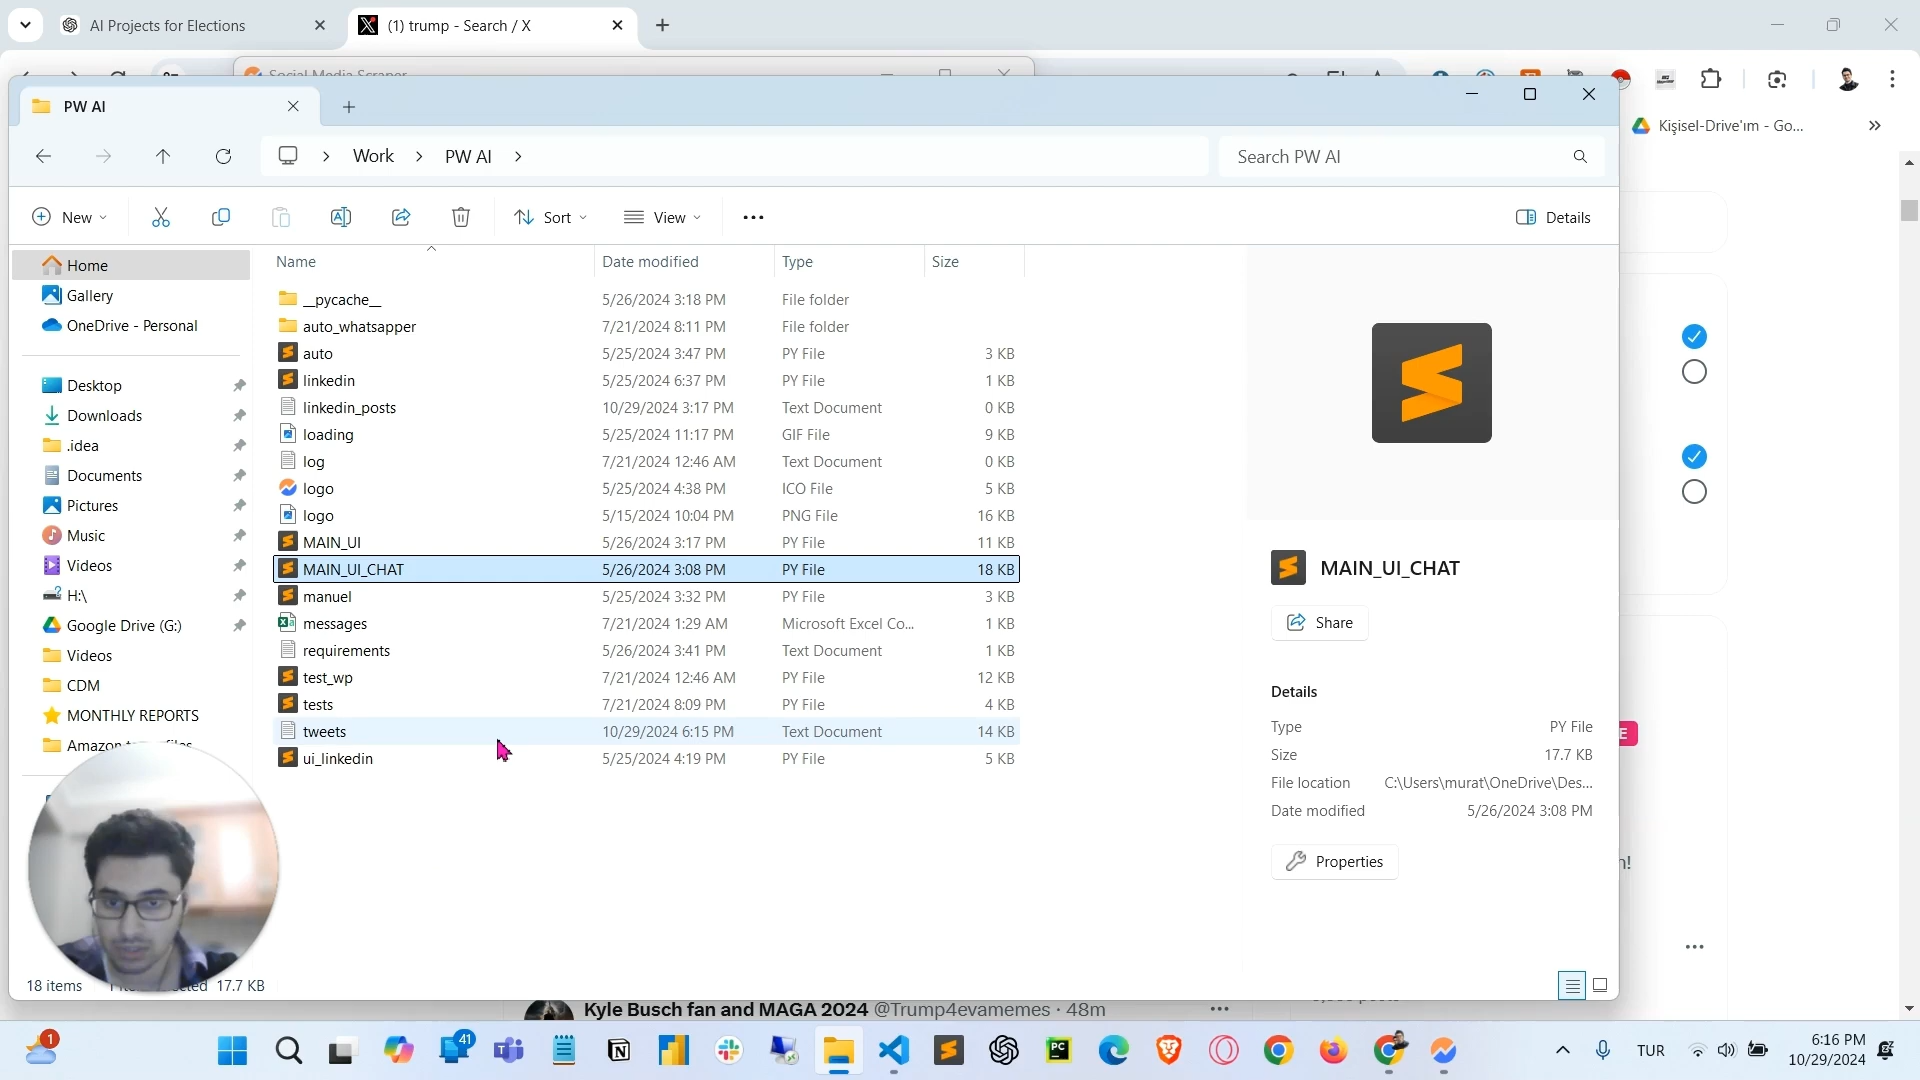 AI Projects for Elections
(1) trump - Search / X
Social Media Scraper
PW AI
Kişisel-Drive'ım - Go...
Work
PW AI
Search PW AI
New
Sort
View
Details
Name
Date modified
Type
Size
Home
Gallery
OneDrive - Personal
Desktop
Downloads
.idea
Documents
Pictures
Music
Videos
H:\
Google Drive (G:)
Videos
CDM
MONTHLY REPORTS
__pycache__ 5/26/2024 3:18 PM File folder
auto_whatsapper 7/21/2024 8:11 PM File folder
auto 5/25/2024 3:47 PM PY File 3 KB
linkedin 5/25/2024 6:37 PM PY File 1 KB
linkedin_posts 10/29/2024 3:17 PM Text Document 0 KB
loading 5/25/2024 11:17 PM GIF File 9 KB
log 7/21/2024 12:46 AM Text Document 0 KB
logo 5/25/2024 4:38 PM ICO File 5 KB
logo 5/15/2024 10:04 PM PNG File 16 KB
MAIN_UI 5/26/2024 3:17 PM PY File 11 KB
MAIN_UI_CHAT 5/26/2024 3:08 PM PY File 18 KB
manuel 5/25/2024 3:32 PM PY File 3 KB
messages 7/21/2024 1:29 AM Microsoft Excel Co... 1 KB
requirements 5/26/2024 3:41 PM Text Document 1 KB
test_wp 7/21/2024 12:46 AM PY File 12 KB
tests 7/21/2024 8:09 PM PY File 4 KB
tweets 10/29/2024 6:15 PM Text Document 14 KB
ui_linkedin 5/25/2024 4:19 PM PY File 5 KB
MAIN_UI_CHAT
Share
Details
Type PY File
Size 17.7 KB
File location C:\Users\murat\OneDrive\Des...
Date modified 5/26/2024 3:08 PM
Properties
18 items
17.7 KB
Kyle Busch fan and MAGA 2024 @Trump4evamemes · 48m
1
41
PC
TUR
6:16 PM
10/29/2024